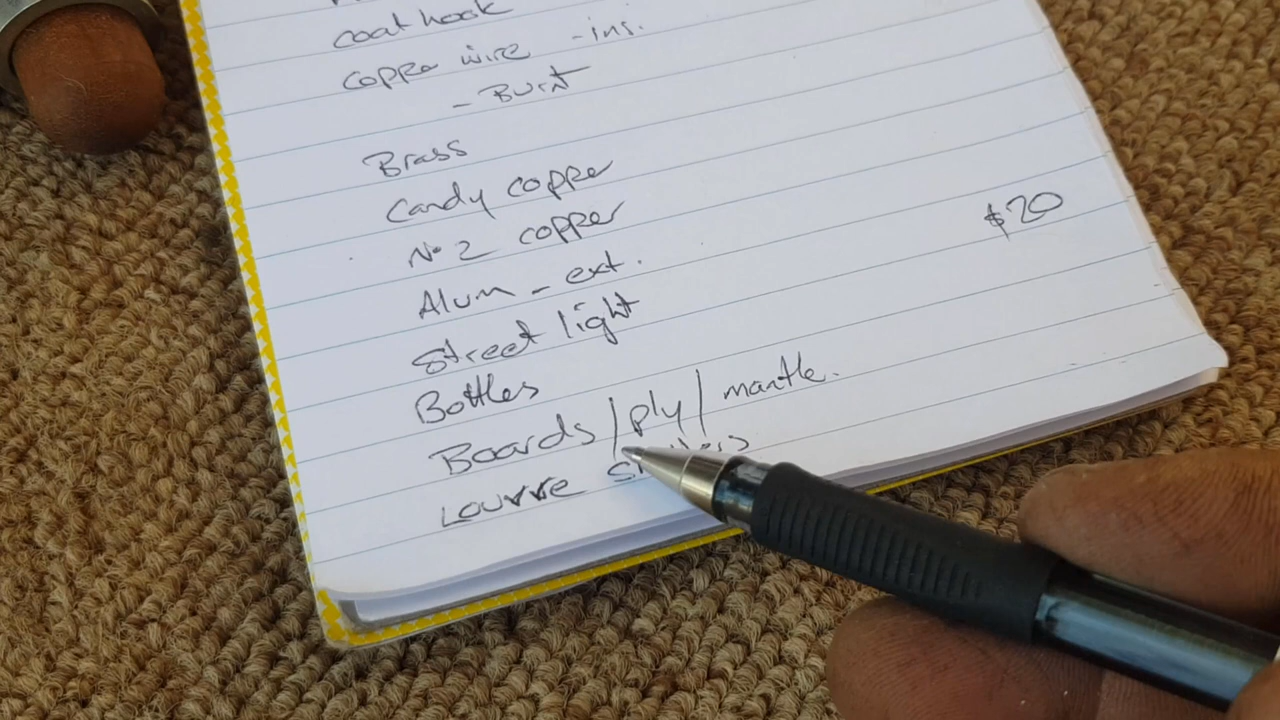 coat hook
copper wire - ins.
- Burnt
Brass
Candy copper
No 2 copper
Alum - ext.
$20
Street light
Bottles
Boards / ply / mantle.
Louvre